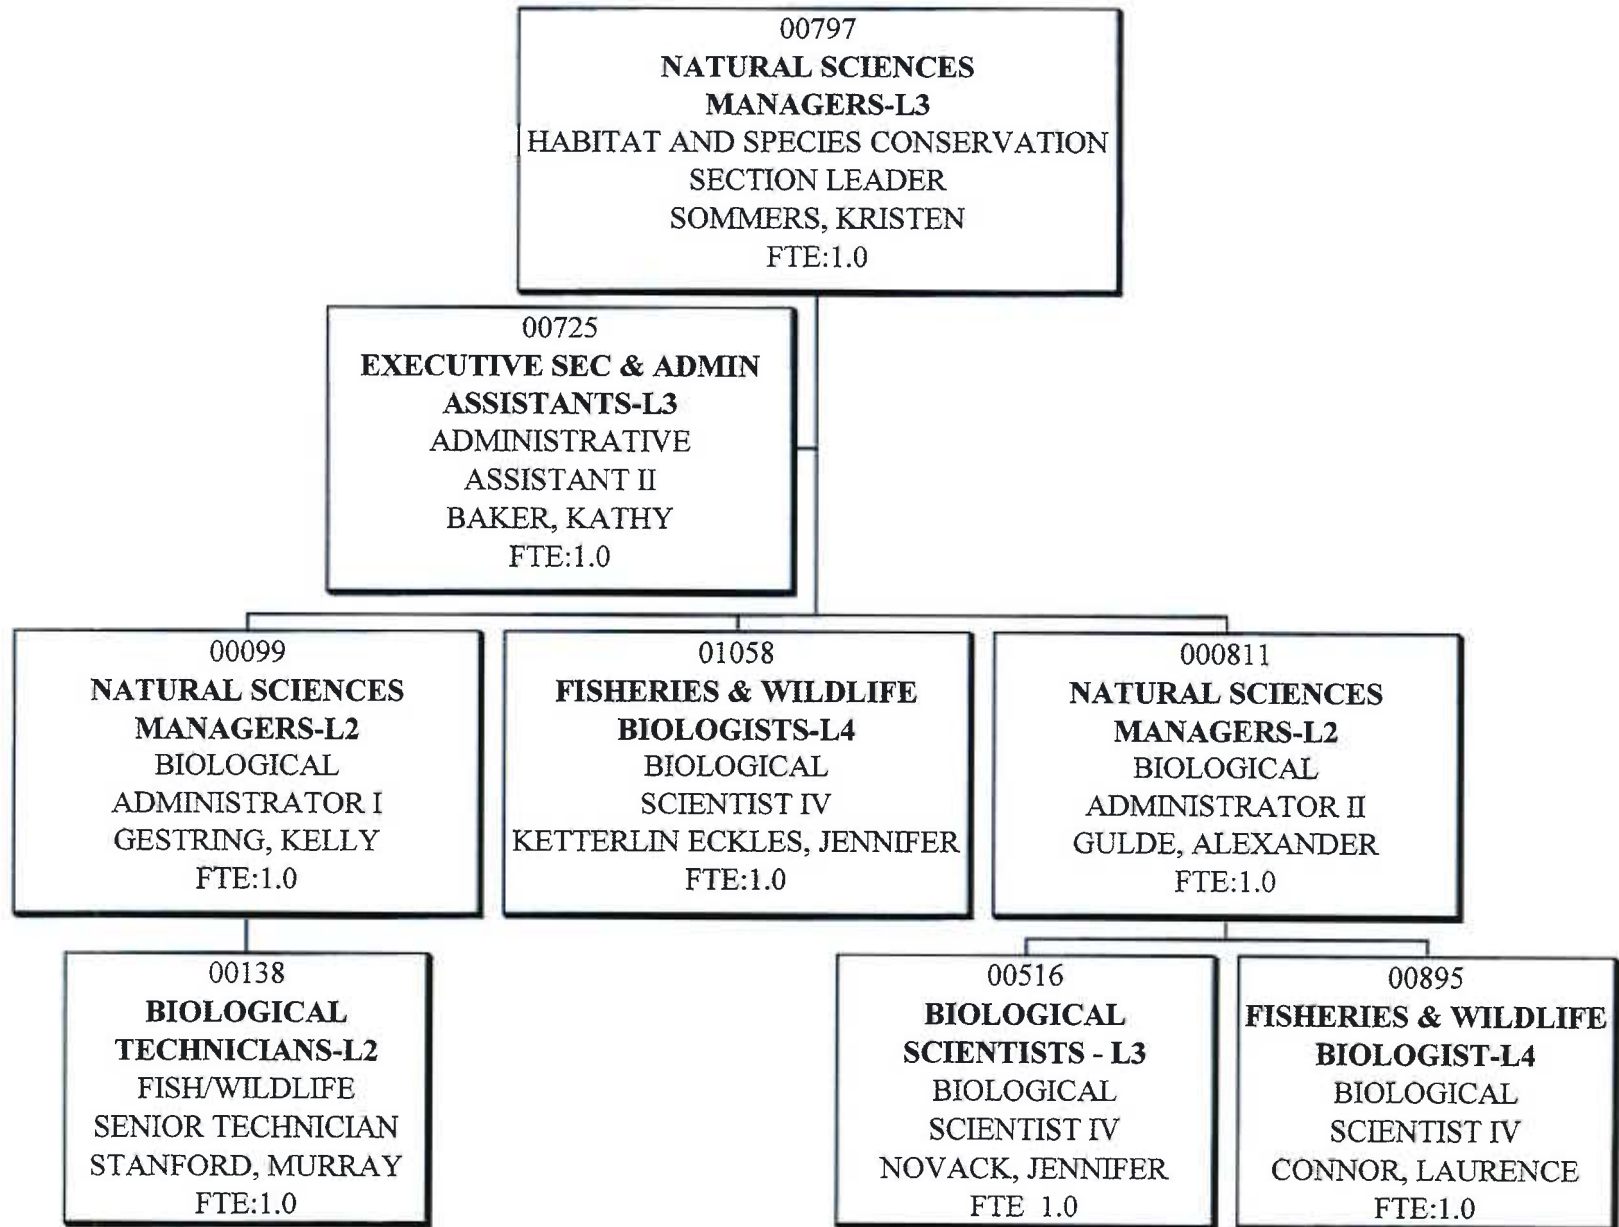 00797
NATURAL SCIENCES
MANAGERS-L3
HABITAT AND SPECIES CONSERVATION
SECTION LEADER
SOMMERS, KRISTEN
FTE:1.0
00725
EXECUTIVE SEC & ADMIN
ASSISTANTS-L3
ADMINISTRATIVE
ASSISTANT II
BAKER, KATHY
FTE:1.0
00099
NATURAL SCIENCES
MANAGERS-L2
BIOLOGICAL
ADMINISTRATOR I
GESTRING, KELLY
FTE:1.0
01058
FISHERIES & WILDLIFE
BIOLOGISTS-L4
BIOLOGICAL
SCIENTIST IV
KETTERLIN ECKLES, JENNIFER
FTE:1.0
000811
NATURAL SCIENCES
MANAGERS-L2
BIOLOGICAL
ADMINISTRATOR II
GULDE, ALEXANDER
FTE:1.0
00138
BIOLOGICAL
TECHNICIANS-L2
FISH/WILDLIFE
SENIOR TECHNICIAN
STANFORD, MURRAY
FTE:1.0
00516
BIOLOGICAL
SCIENTISTS - L3
BIOLOGICAL
SCIENTIST IV
NOVACK, JENNIFER
FTE 1.0
00895
FISHERIES & WILDLIFE
BIOLOGIST-L4
BIOLOGICAL
SCIENTIST IV
CONNOR, LAURENCE
FTE:1.0